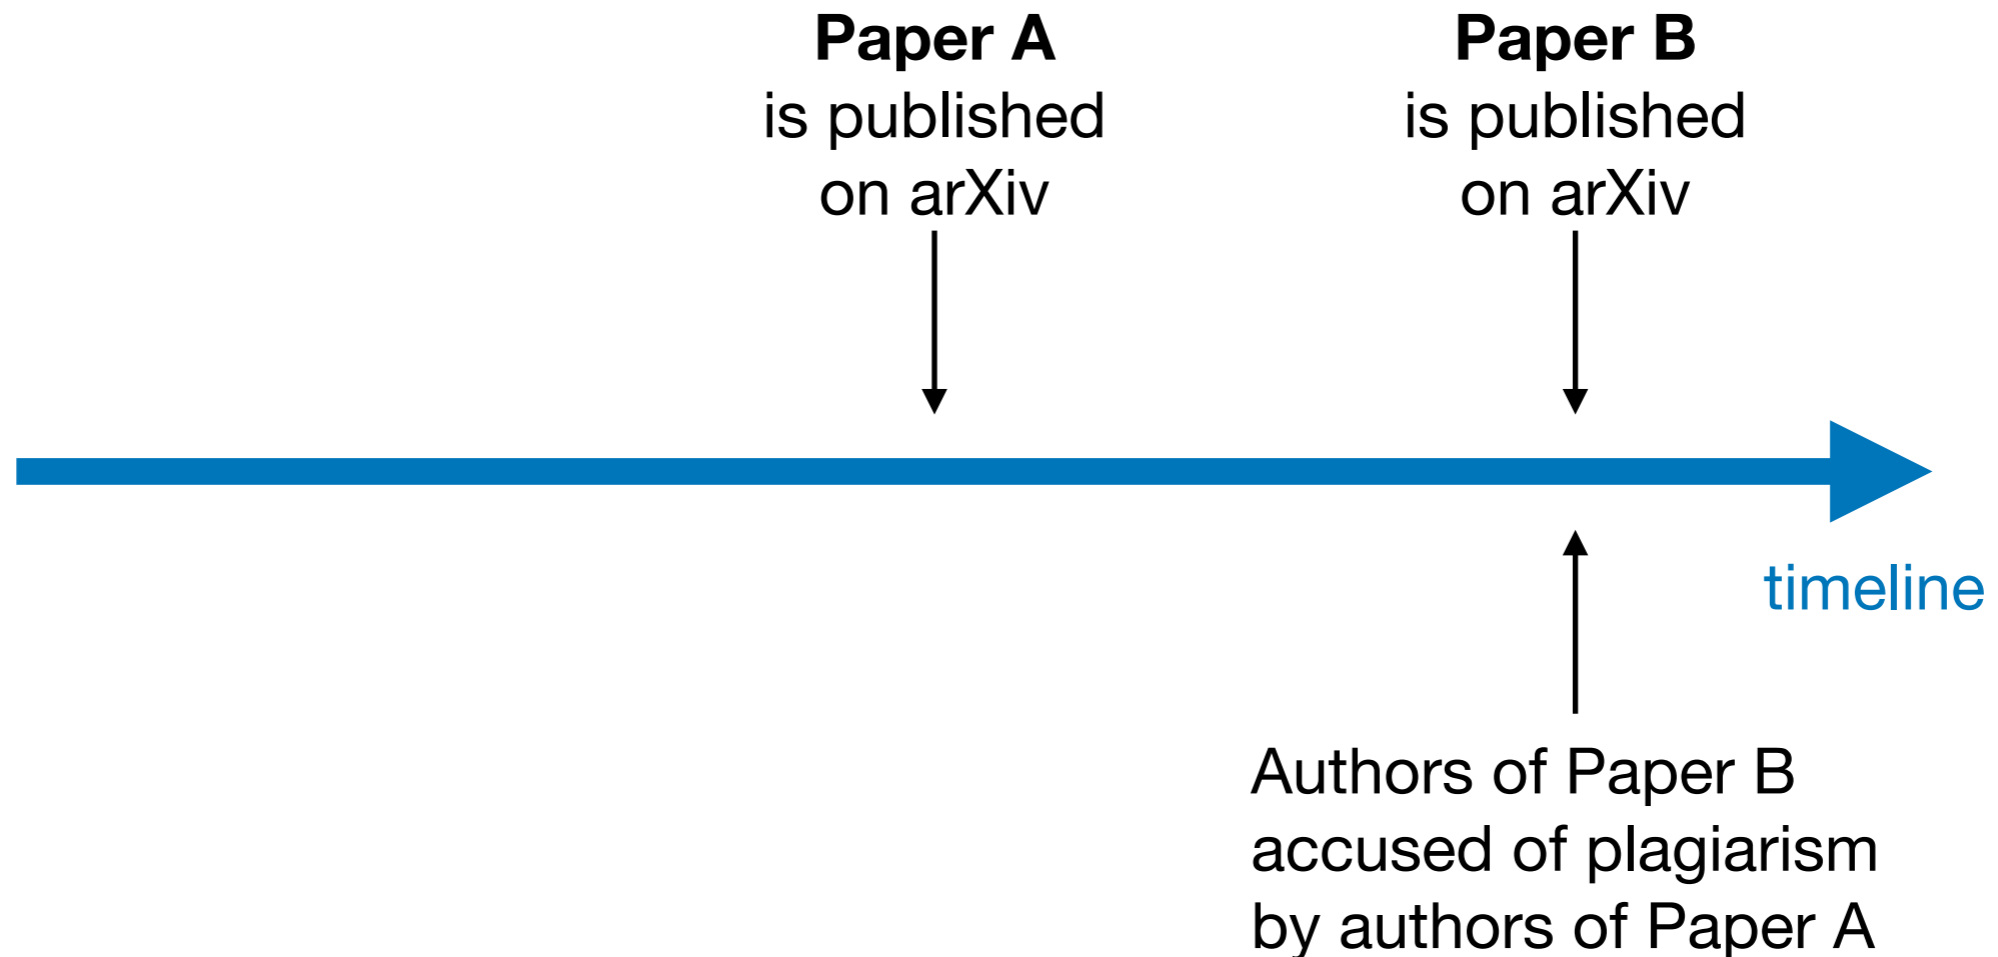 Paper A
is published
on arXiv
Paper B
is published
on arXiv
timeline
Authors of Paper B
accused of plagiarism
by authors of Paper A